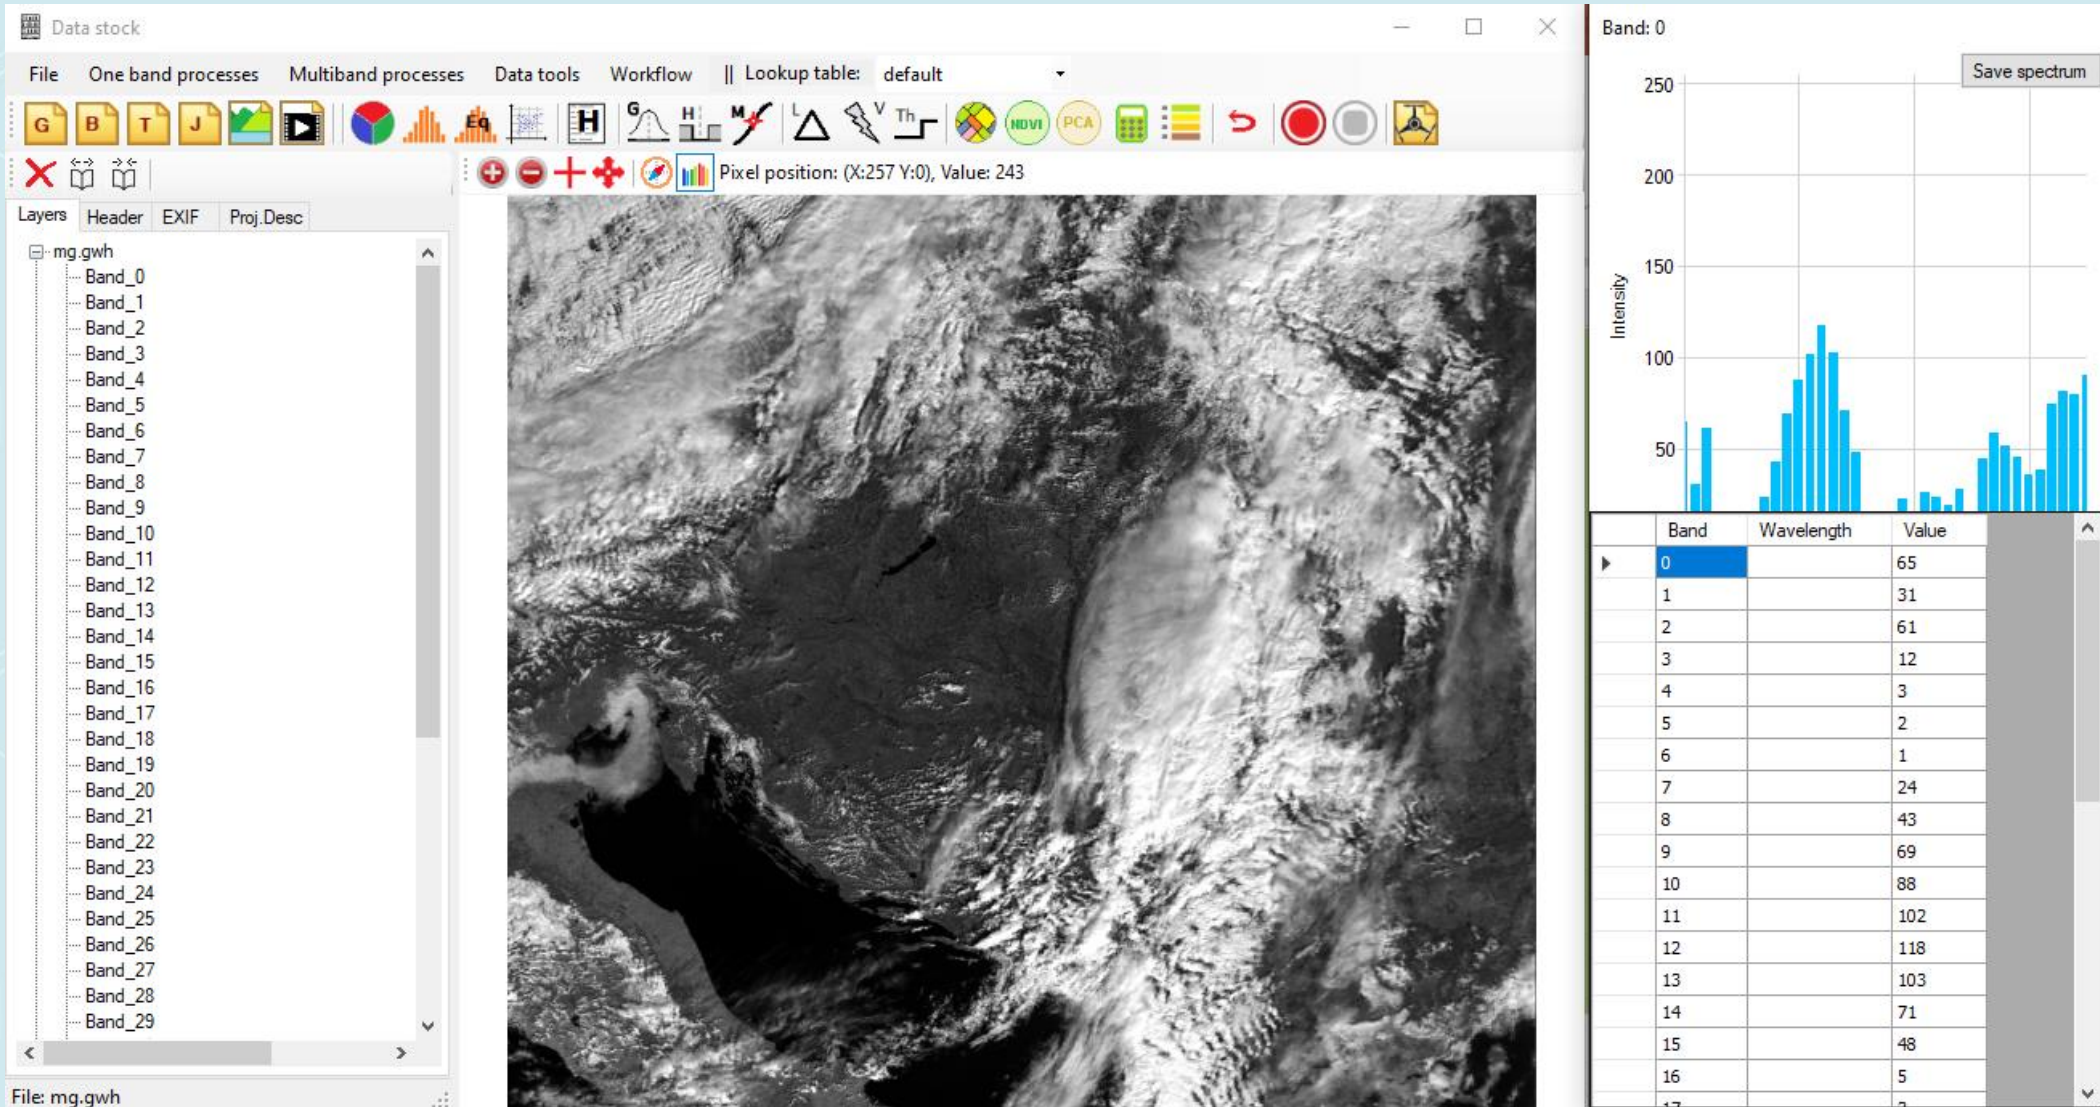 Data stock
File One band processes Multiband processes Data tools Workflow || Lookup table: default
G B T J Eq H G H M L V Th NDVI PCA
Pixel position: (X:257 Y:0), Value: 243
Layers Header EXIF Proj.Desc
mg.gwh
Band_0
Band_1
Band_2
Band_3
Band_4
Band_5
Band_6
Band_7
Band_8
Band_9
Band_10
Band_11
Band_12
Band_13
Band_14
Band_15
Band_16
Band_17
Band_18
Band_19
Band_20
Band_21
Band_22
Band_23
Band_24
Band_25
Band_26
Band_27
Band_28
Band_29
File: mg.gwh
Band: 0
Save spectrum
250
200
150
100
50
Intensity
Band Wavelength Value
0 65
1 31
2 61
3 12
4 3
5 2
6 1
7 24
8 43
9 69
10 88
11 102
12 118
13 103
14 71
15 48
16 5